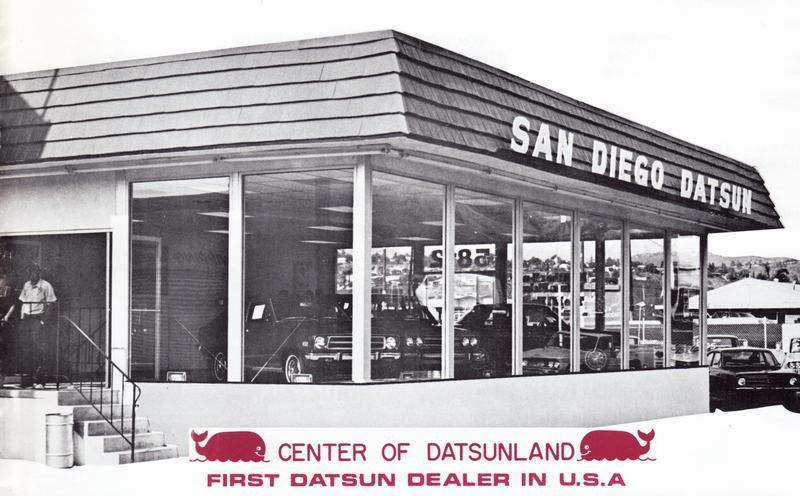 SAN DIEGO DATSUN
CENTER OF DATSUNLAND
FIRST DATSUN DEALER IN U.S.A